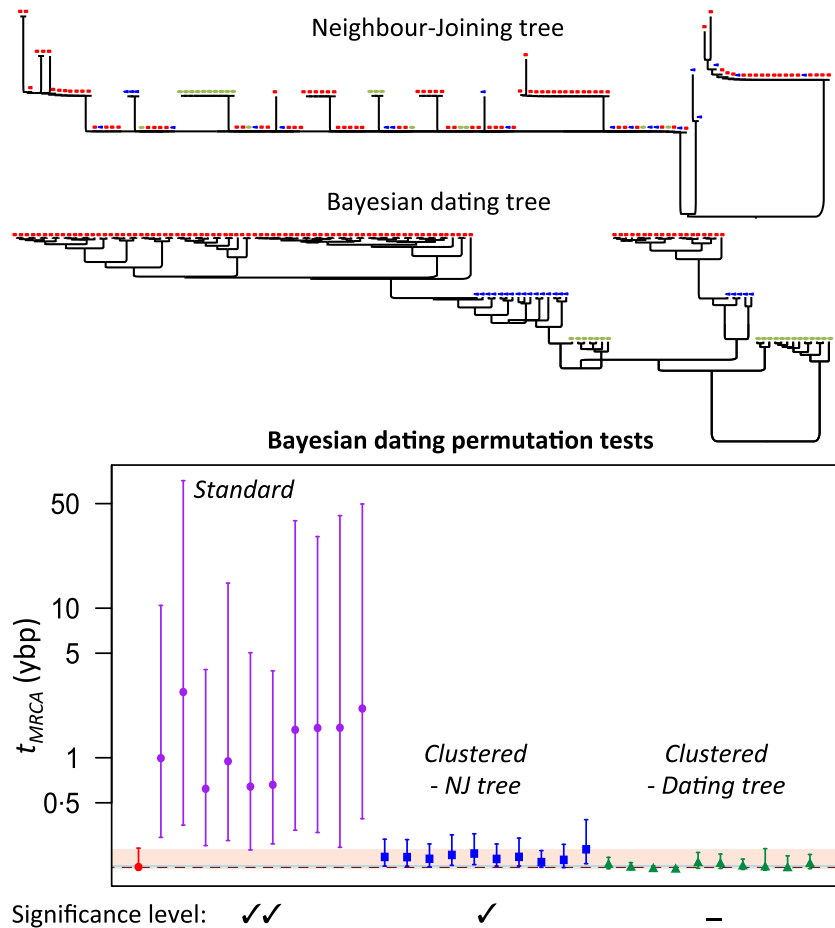 Neighbour-Joining tree
Bayesian dating tree
Bayesian dating permutation tests
Standard
50
10
5
1
0·5
t_MRCA (ybp)
Clustered
- NJ tree
Clustered
- Dating tree
Significance level: ✓✓ ✓ –